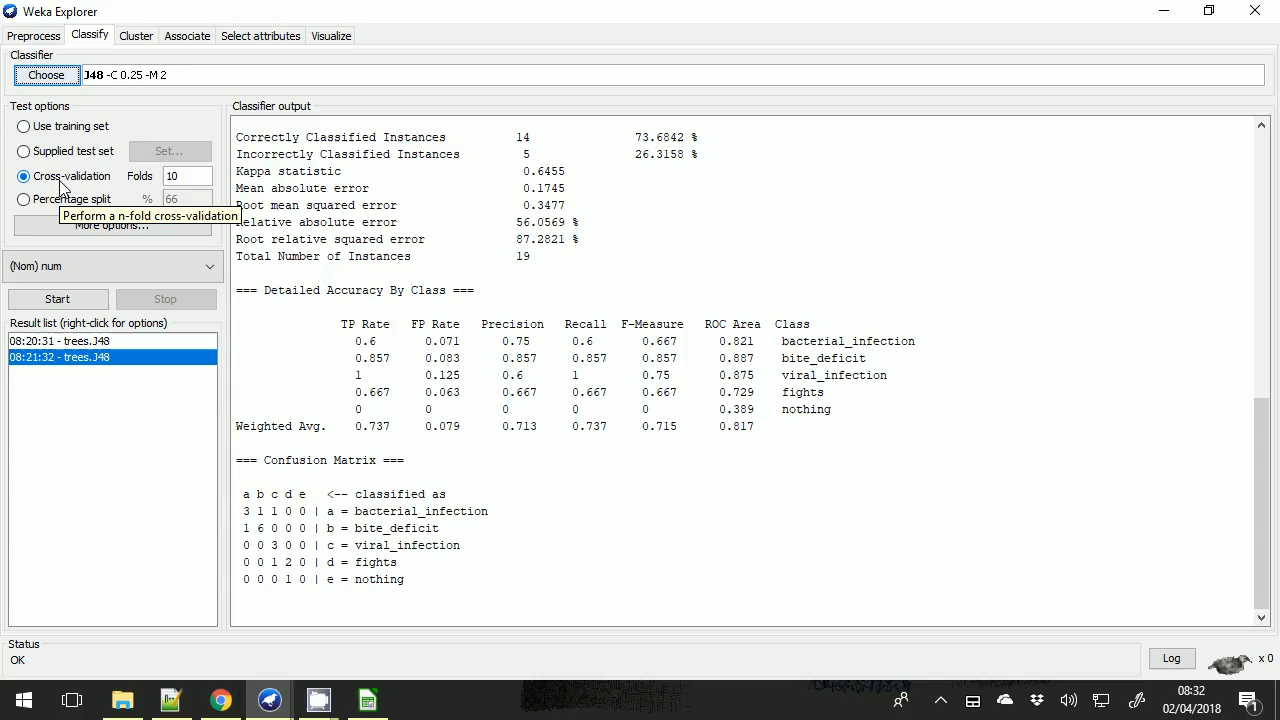 Weka Explorer
Preprocess Classify Cluster Associate Select attributes Visualize
Classifier
Choose J48 -C 0.25 -M 2
Test options
Use training set
Supplied test set Set...
Cross-validation Folds 10
Percentage split % 66
Perform a n-fold cross-validation
More options...
(Nom) num
Start Stop
Result list (right-click for options)
08:20:31 - trees.J48
08:21:32 - trees.J48
Classifier output
Correctly Classified Instances 14 73.6842 %
Incorrectly Classified Instances 5 26.3158 %
Kappa statistic 0.6455
Mean absolute error 0.1745
Root mean squared error 0.3477
Relative absolute error 56.0569 %
Root relative squared error 87.2821 %
Total Number of Instances 19
=== Detailed Accuracy By Class ===
TP Rate FP Rate Precision Recall F-Measure ROC Area Class
0.6 0.071 0.75 0.6 0.667 0.821 bacterial_infection
0.857 0.083 0.857 0.857 0.857 0.887 bite_deficit
1 0.125 0.6 1 0.75 0.875 viral_infection
0.667 0.063 0.667 0.667 0.667 0.729 fights
0 0 0 0 0 0.389 nothing
Weighted Avg. 0.737 0.079 0.713 0.737 0.715 0.817
=== Confusion Matrix ===
a b c d e <-- classified as
3 1 1 0 0 | a = bacterial_infection
1 6 0 0 0 | b = bite_deficit
0 0 3 0 0 | c = viral_infection
0 0 1 2 0 | d = fights
0 0 0 1 0 | e = nothing
Status
OK
Log x 0
08:32
02/04/2018
1